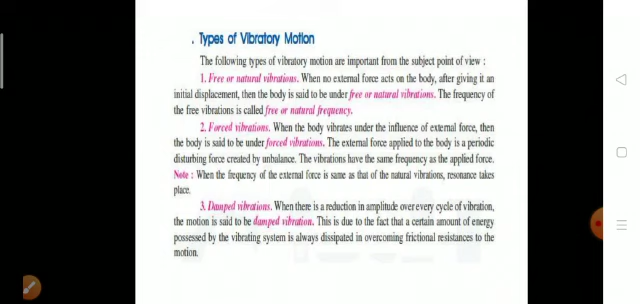 . Types of Vibratory Motion
The following types of vibratory motion are important from the subject point of view :
1. Free or natural vibrations. When no external force acts on the body, after giving it an
initial displacement, then the body is said to be under free or natural vibrations. The frequency of
the free vibrations is called free or natural frequency.
2. Forced vibrations. When the body vibrates under the influence of external force, then
the body is said to be under forced vibrations. The external force applied to the body is a periodic
disturbing force created by unbalance. The vibrations have the same frequency as the applied force.
Note : When the frequency of the external force is same as that of the natural vibrations, resonance takes
place.
3. Damped vibrations. When there is a reduction in amplitude over every cycle of vibration,
the motion is said to be damped vibration. This is due to the fact that a certain amount of energy
possessed by the vibrating system is always dissipated in overcoming frictional resistances to the
motion.